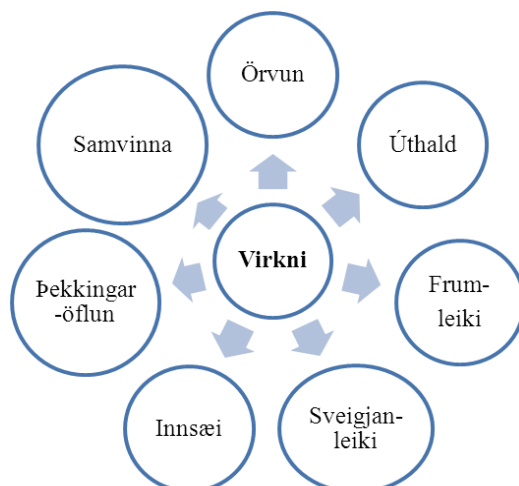 Örvun
Samvinna
Úthald
Virkni
Þekkingar
-öflun
Frum-
leiki
Innsæi
Sveigjan-
leiki